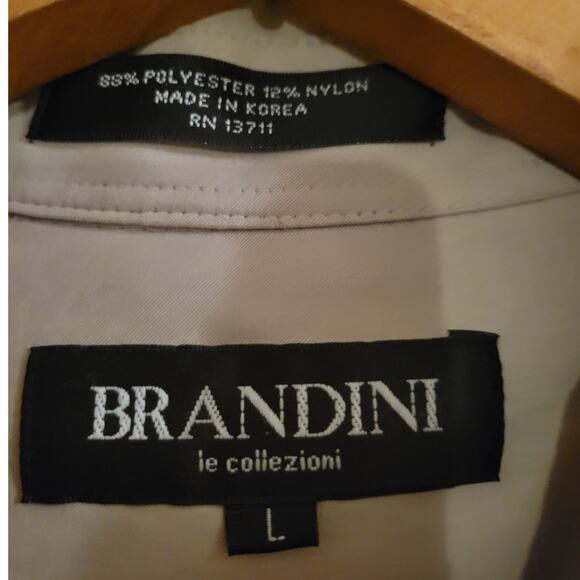 88% POLYESTER 12% NYLON
MADE IN KOREA
RN 13711
BRANDINI
le collezioni
L